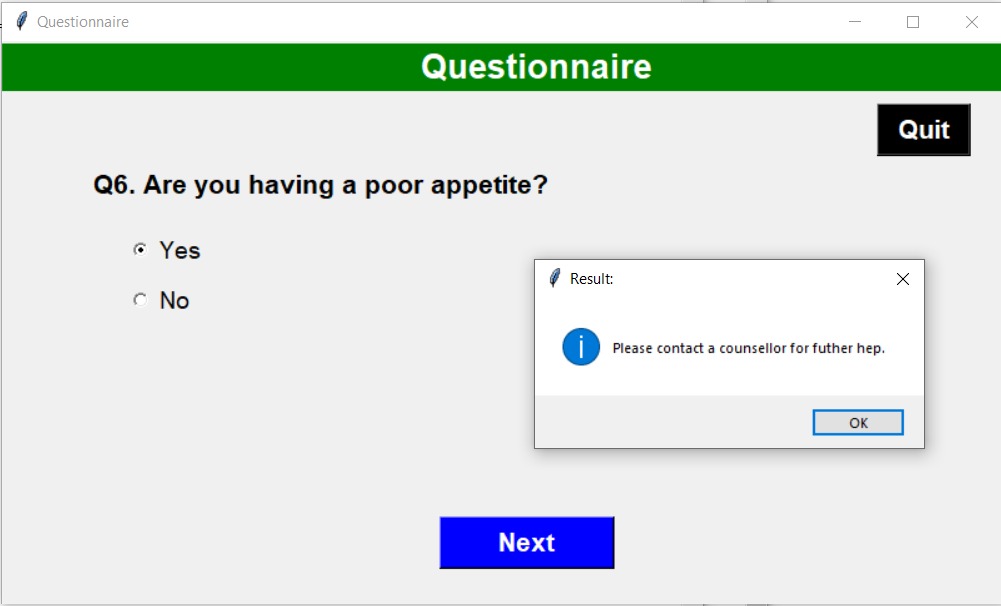 Questionnaire
Questionnaire
Quit
Q6. Are you having a poor appetite?
Yes
No
Result:
Please contact a counsellor for futher hep.
OK
Next